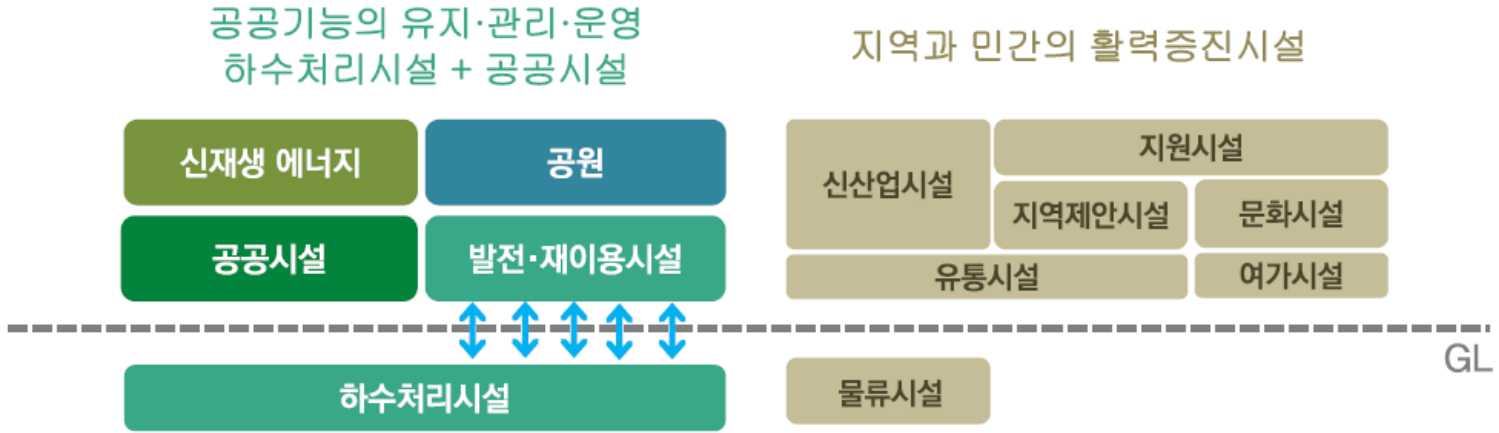 공공기능의 유지·관리·운영
하수처리시설 + 공공시설
지역과 민간의 활력증진시설
신재생 에너지
공원
공공시설
발전·재이용시설
신산업시설
지원시설
지역제안시설
문화시설
유통시설
여가시설
GL
하수처리시설
물류시설